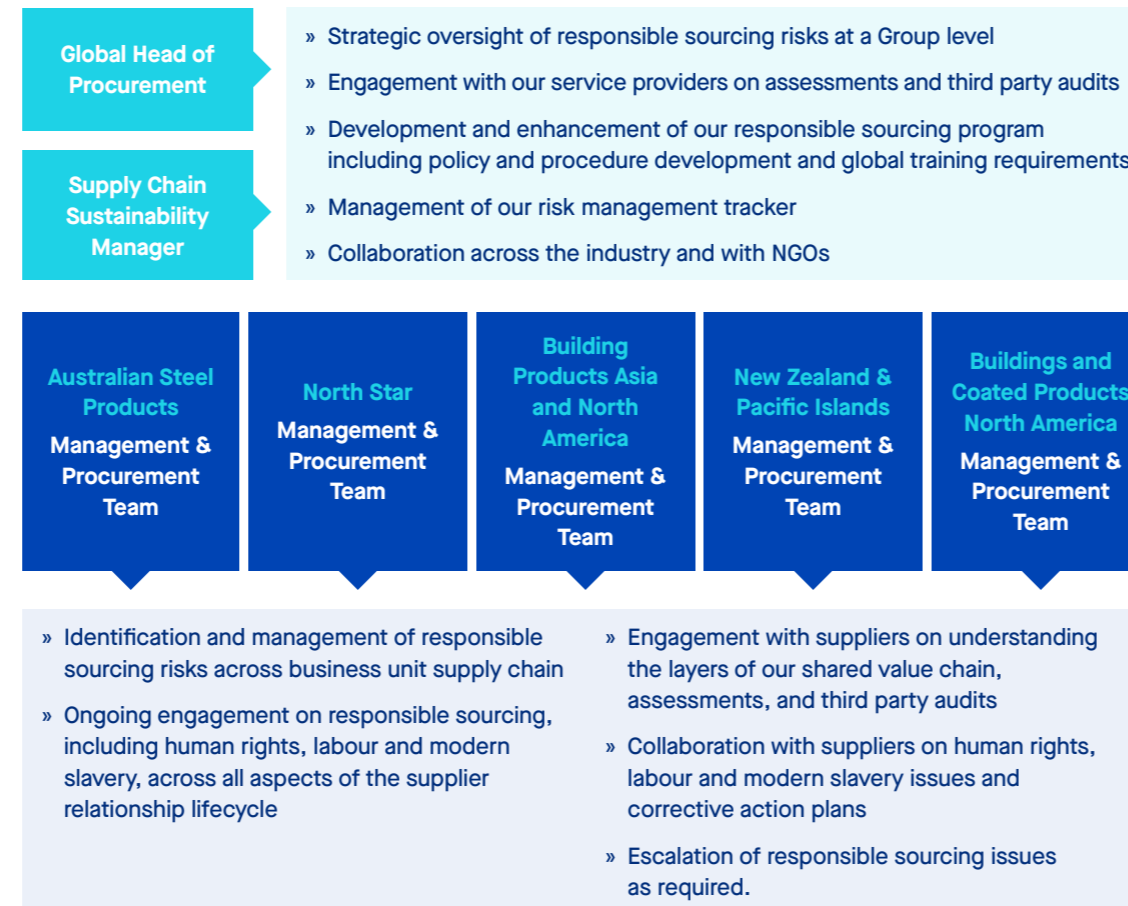 Global Head of
Procurement
» Strategic oversight of responsible sourcing risks at a Group level
» Engagement with our service providers on assessments and third party audits
» Development and enhancement of our responsible sourcing program
including policy and procedure development and global training requirements
» Management of our risk management tracker
» Collaboration across the industry and with NGOs
Supply Chain
Sustainability
Manager
Australian Steel
Products
Management &
Procurement
Team
North Star
Management &
Procurement
Team
Building
Products Asia
and North
America
Management &
Procurement
Team
New Zealand &
Pacific Islands
Management &
Procurement
Team
Buildings and
Coated Products
North America
Management &
Procurement
Team
» Identification and management of responsible
sourcing risks across business unit supply chain
» Ongoing engagement on responsible sourcing,
including human rights, labour and modern
slavery, across all aspects of the supplier
relationship lifecycle
» Engagement with suppliers on understanding
the layers of our shared value chain,
assessments, and third party audits
» Collaboration with suppliers on human rights,
labour and modern slavery issues and
corrective action plans
» Escalation of responsible sourcing issues
as required.